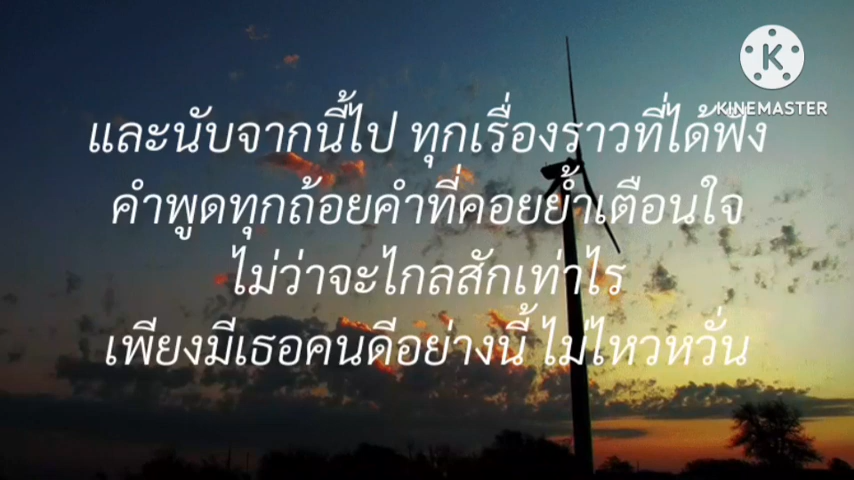 KINEMASTER
และนับจากนี้ไป ทุกเรื่องราวที่ได้ฟัง
คำพูดทุกถ้อยคำที่คอยย้ำเตือนใจ
ไม่ว่าจะไกลสักเท่าไร
เพียงมีเธอคนดีอย่างนี้ ไม่ไหวหวั่น